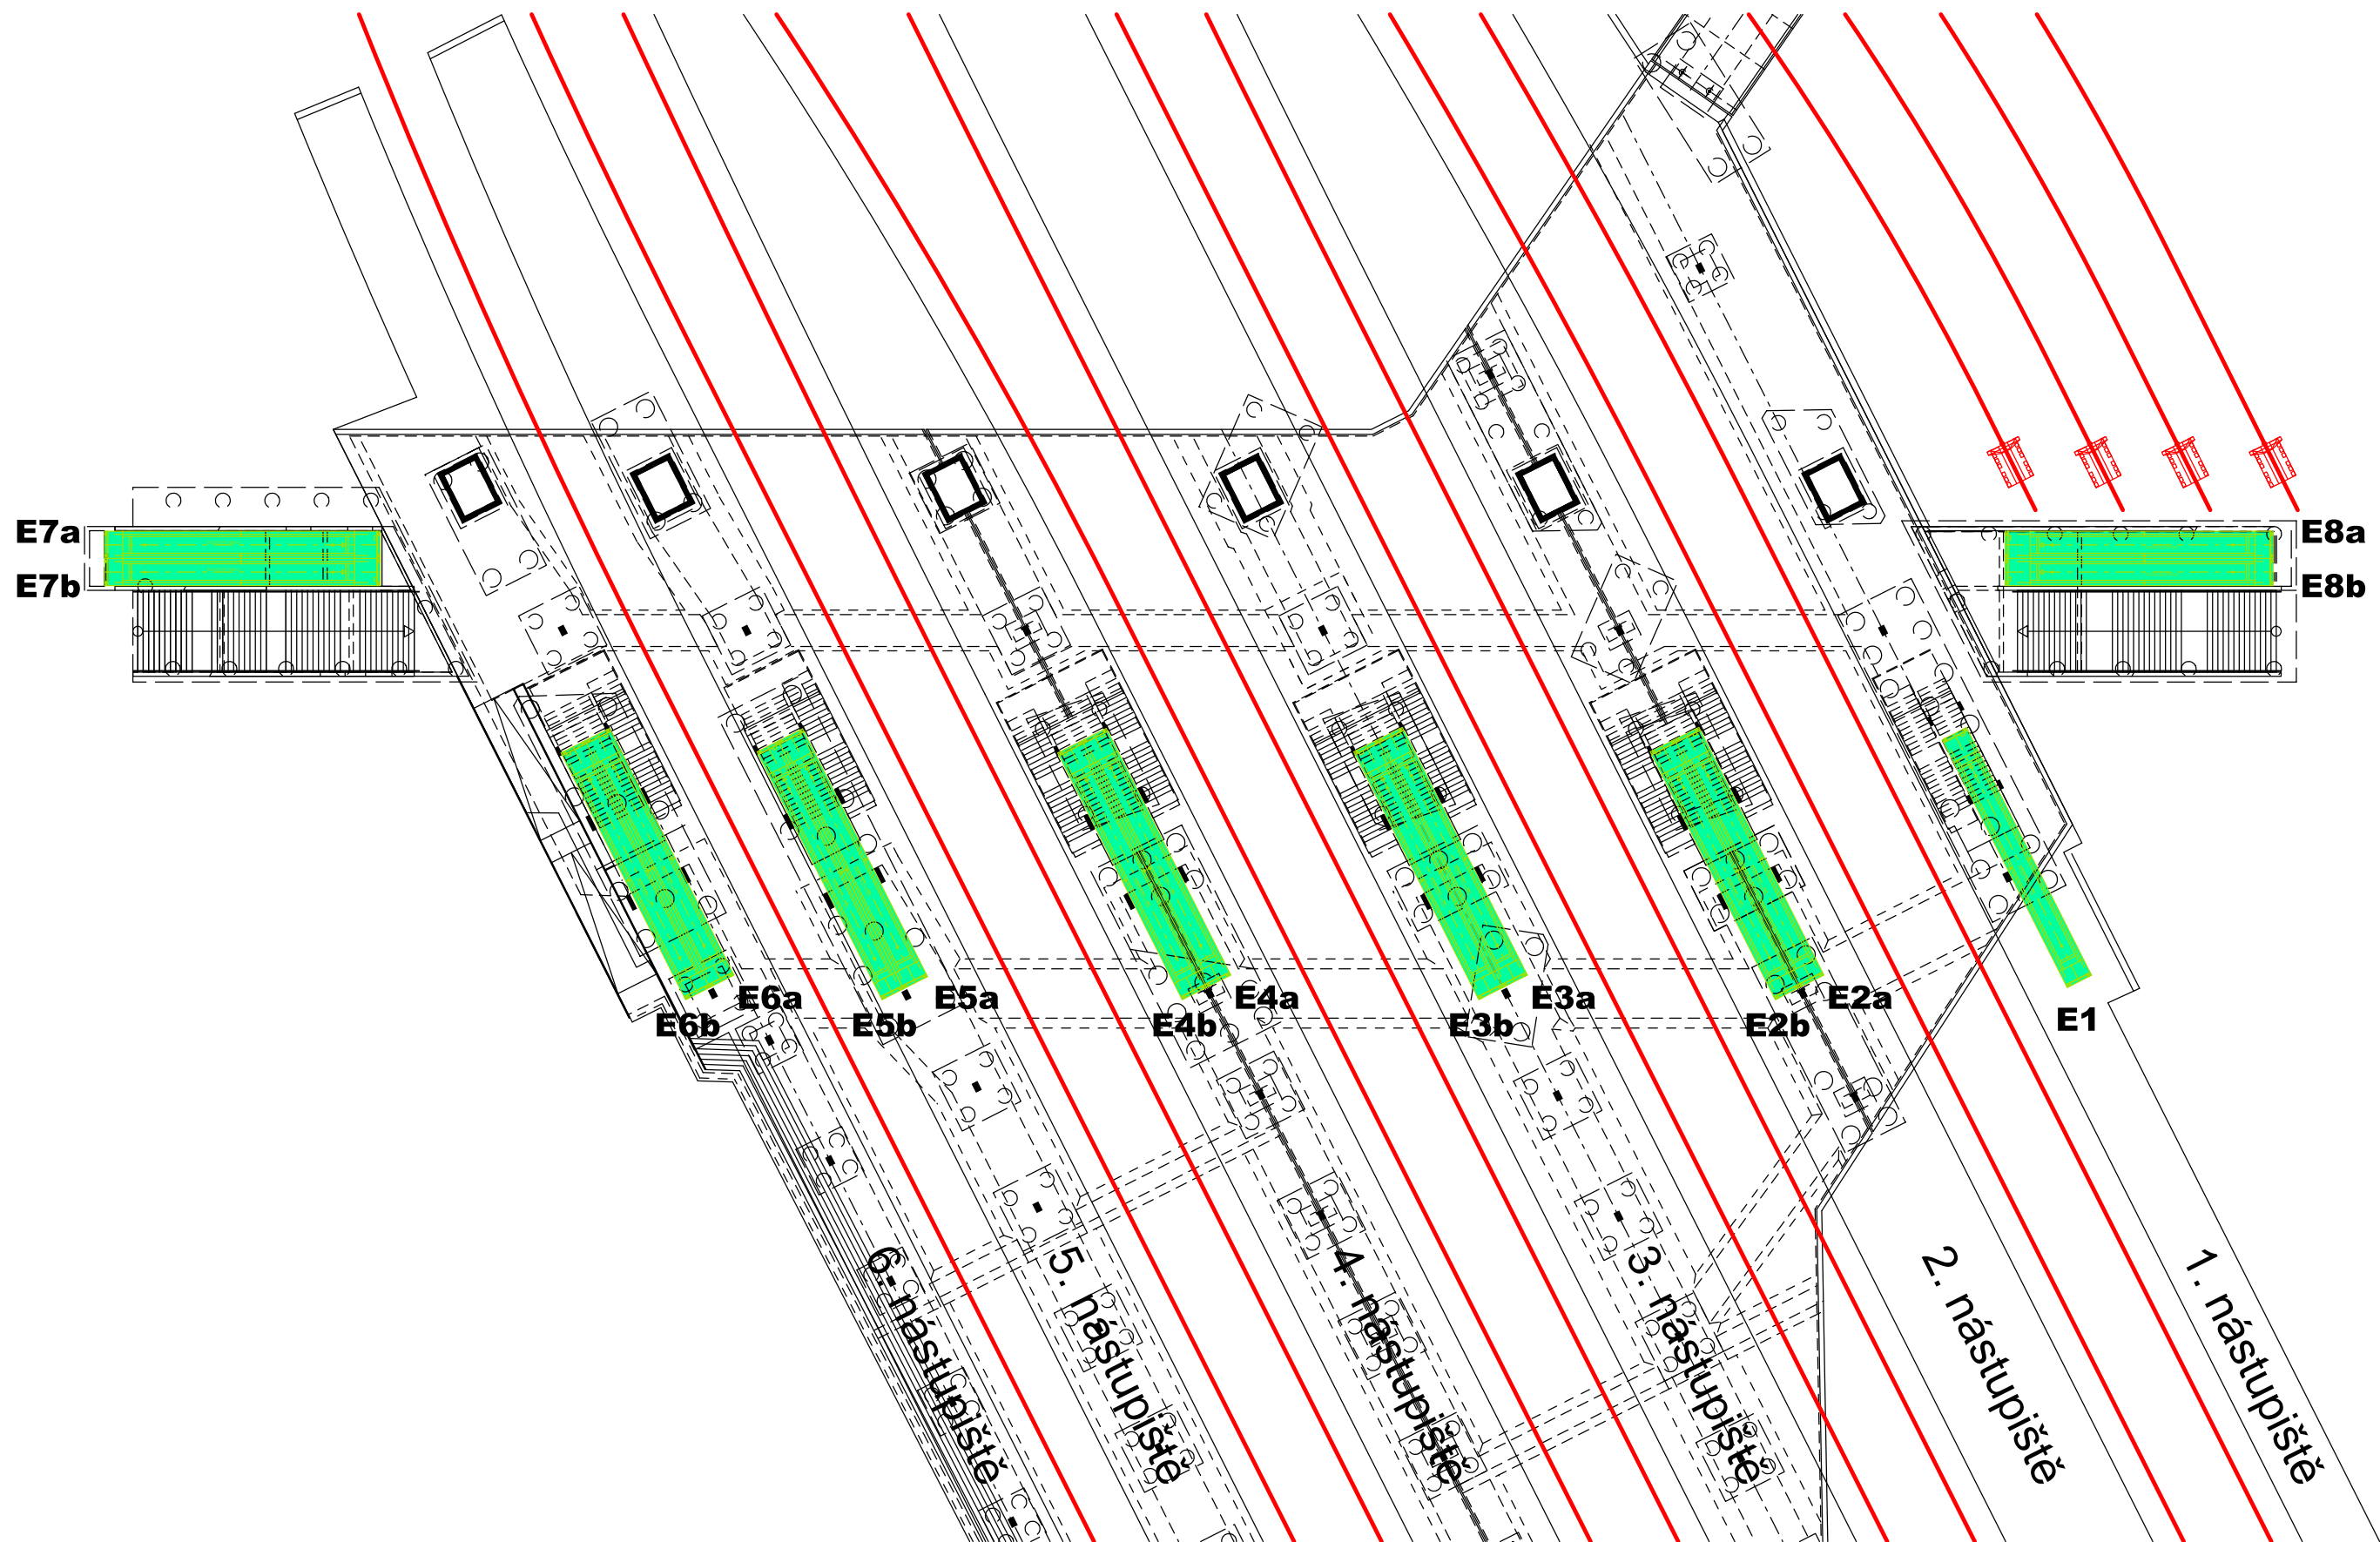 E7a
E7b
E8a
E8b
E6a
E6b
E5a
E5b
E4a
E4b
E3a
E3b
E2a
E2b
E1
6. nástupiště
5. nástupiště
4. nástupiště
3. nástupiště
2. nástupiště
1. nástupiště